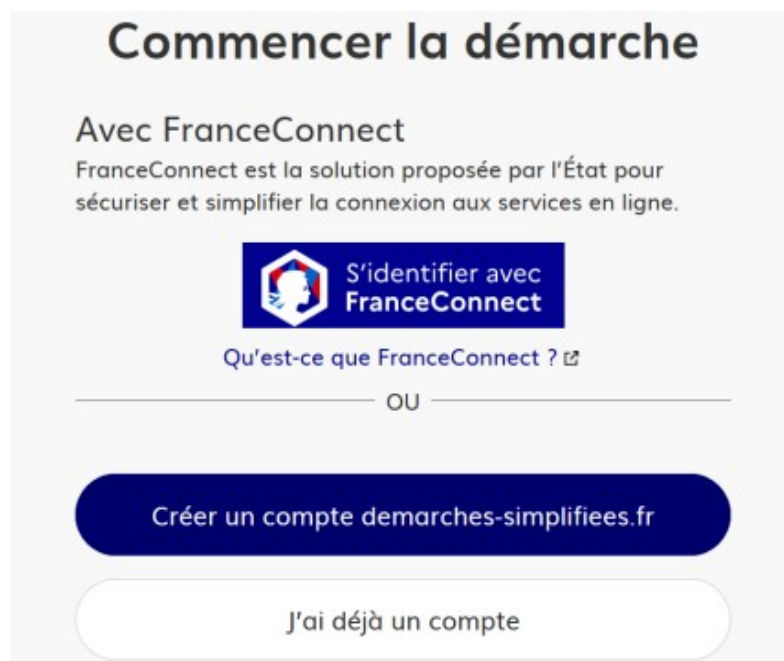 Commencer la démarche
Avec FranceConnect
FranceConnect est la solution proposée par l'État pour
sécuriser et simplifier la connexion aux services en ligne.
S'identifier avec
FranceConnect
Qu'est-ce que FranceConnect ?
OU
Créer un compte demarches-simplifiees.fr
J'ai déjà un compte